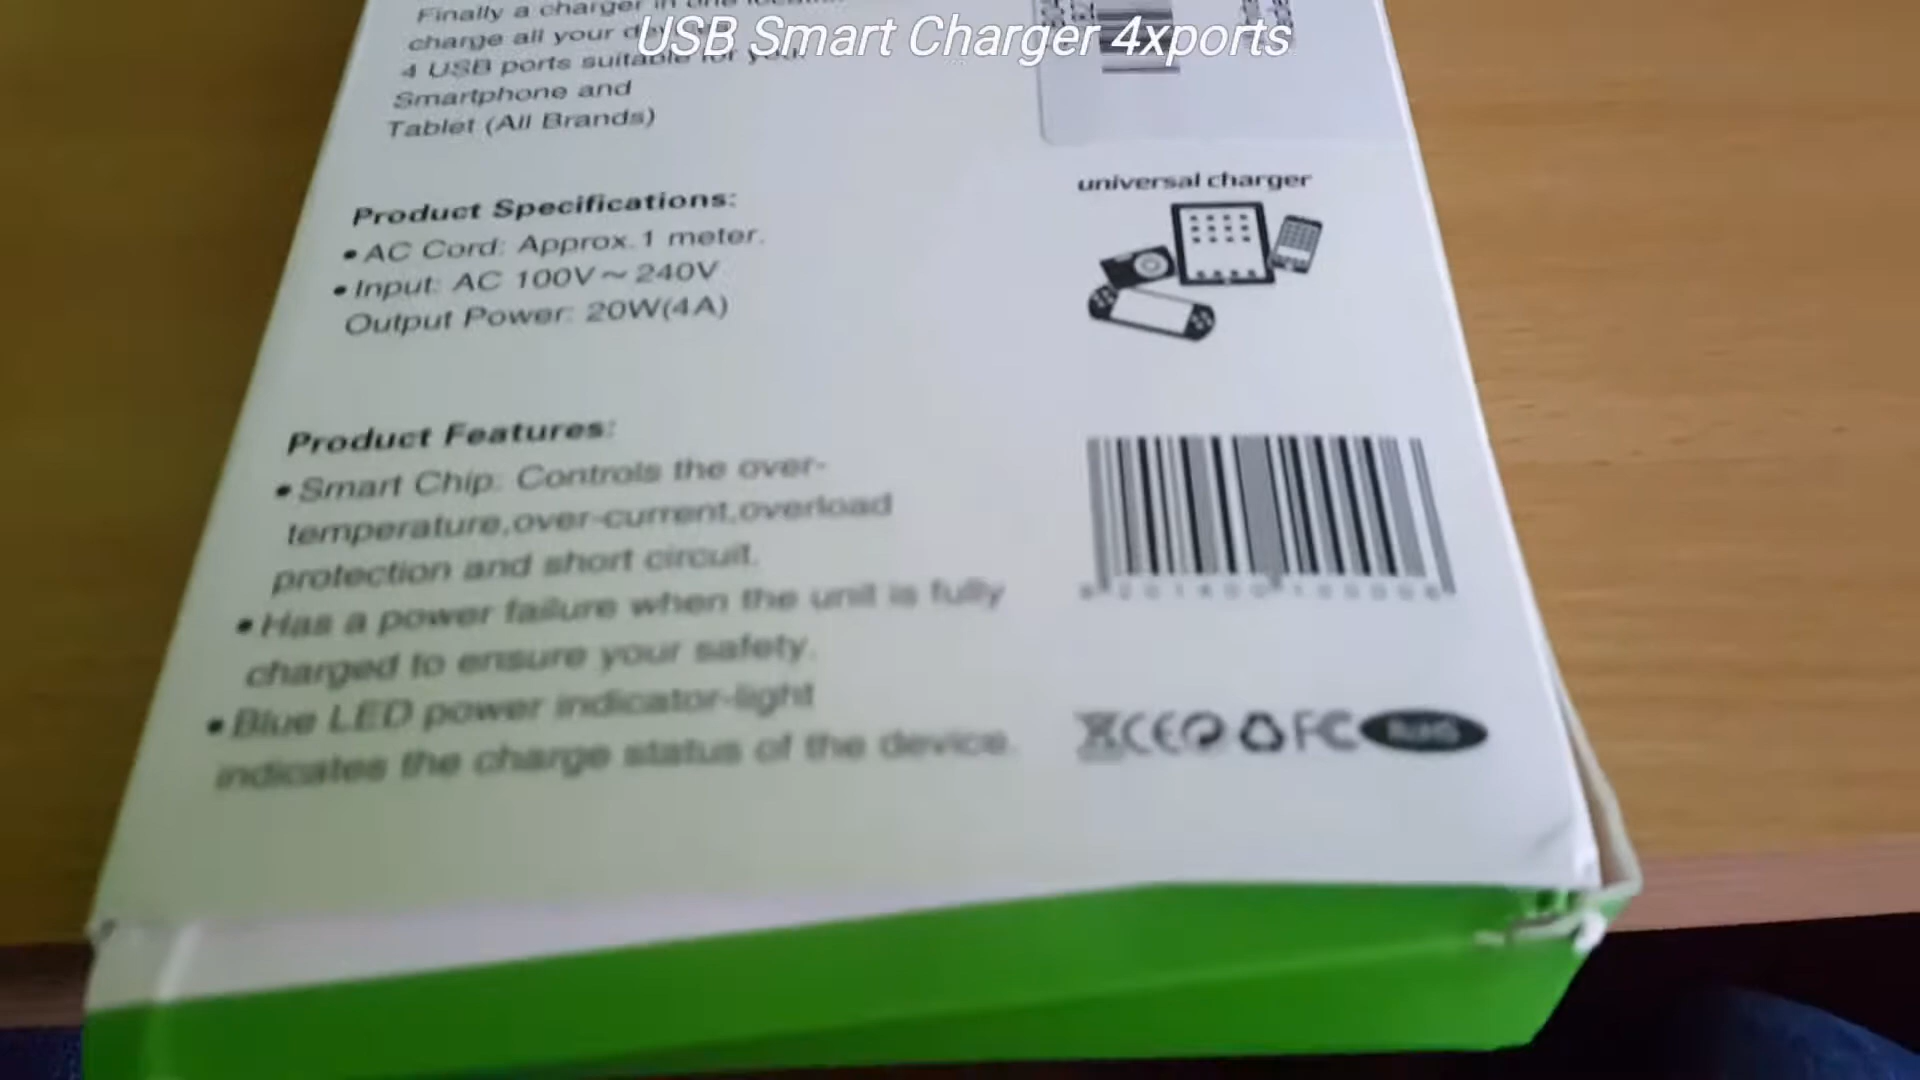 USB Smart Charger 4xports
Finally a charger in one
charge all your
4 USB ports suitable for your
Smartphone and
Tablet (All Brands)
Product Specifications:
• AC Cord: Approx.1 meter.
• Input: AC 100V~240V
Output Power: 20W(4A)
Product Features:
• Smart Chip: Controls the over-
temperature,over-current,overload
protection and short circuit.
• Has a power failure when the unit is fully
charged to ensure your safety.
• Blue LED power indicator-light
indicates the charge status of the device.
universal charger
CE FC RoHS